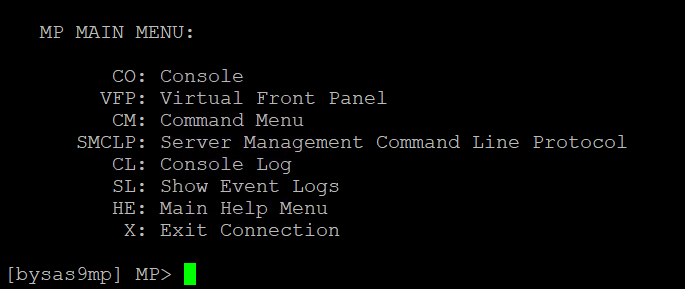 MP MAIN MENU:
CO: Console
VFP: Virtual Front Panel
CM: Command Menu
SMCLP: Server Management Command Line Protocol
CL: Console Log
SL: Show Event Logs
HE: Main Help Menu
X: Exit Connection
[bysas9mp] MP>